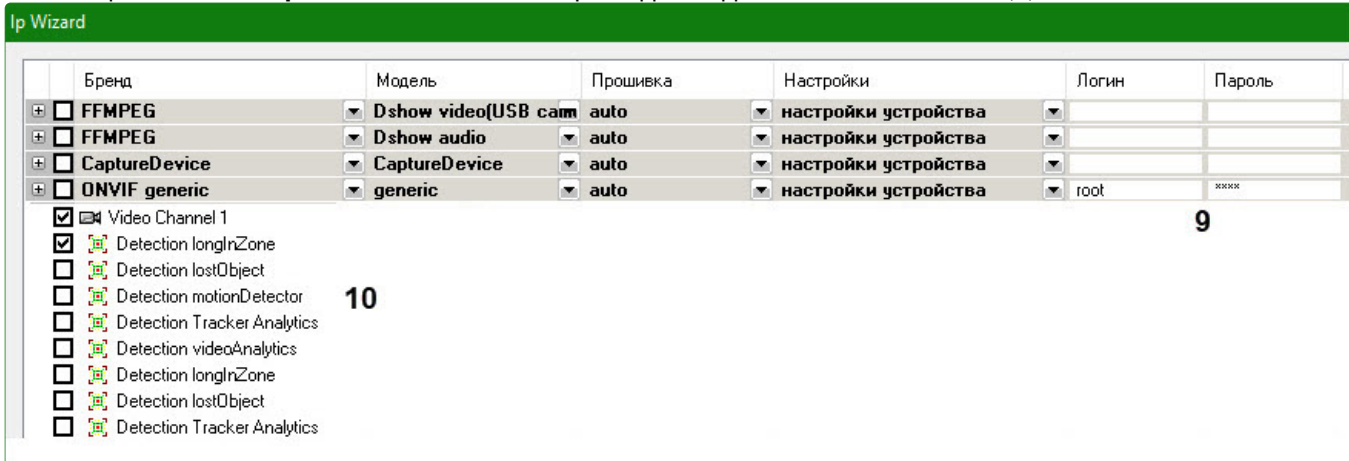 Ip Wizard
Бренд Модель Прошивка Настройки Логин Пароль
FFMPEG Dshow video(USB cam auto настройки устройства
FFMPEG Dshow audio auto настройки устройства
CaptureDevice CaptureDevice auto настройки устройства
ONVIF generic generic auto настройки устройства root ****
Video Channel 1
9
Detection longInZone
Detection lostObject
Detection motionDetector
10
Detection Tracker Analytics
Detection videoAnalytics
Detection longInZone
Detection lostObject
Detection Tracker Analytics